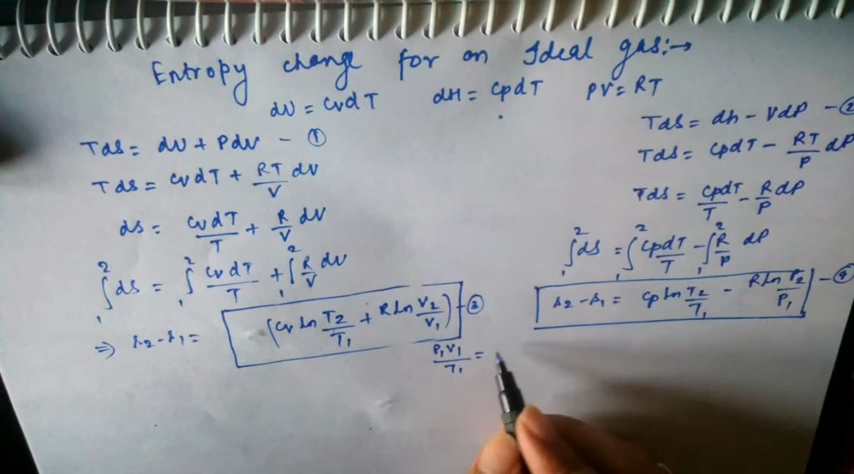 Entropy change for an Ideal gas:→
du = CvdT dH = CpdT PV = RT
Tds = du + Pdv — ①
Tds = CvdT + RT/V dv
ds = CvdT/T + R/V dv
∫₁² ds = ∫₁² CvdT/T + ∫₁² R/V dv
⇒ s₂-s₁ = (Cv ln T₂/T₁ + R ln V₂/V₁) — ③
P₁V₁/T₁ =
Tds = dh - Vdp — ②
Tds = CpdT - RT/P dP
Tds = CpdT/T - R/P dP
∫₁² ds = ∫₁² CpdT/T - ∫₁² R/P dP
s₂-s₁ = Cp ln T₂/T₁ - R ln P₂/P₁ — ④